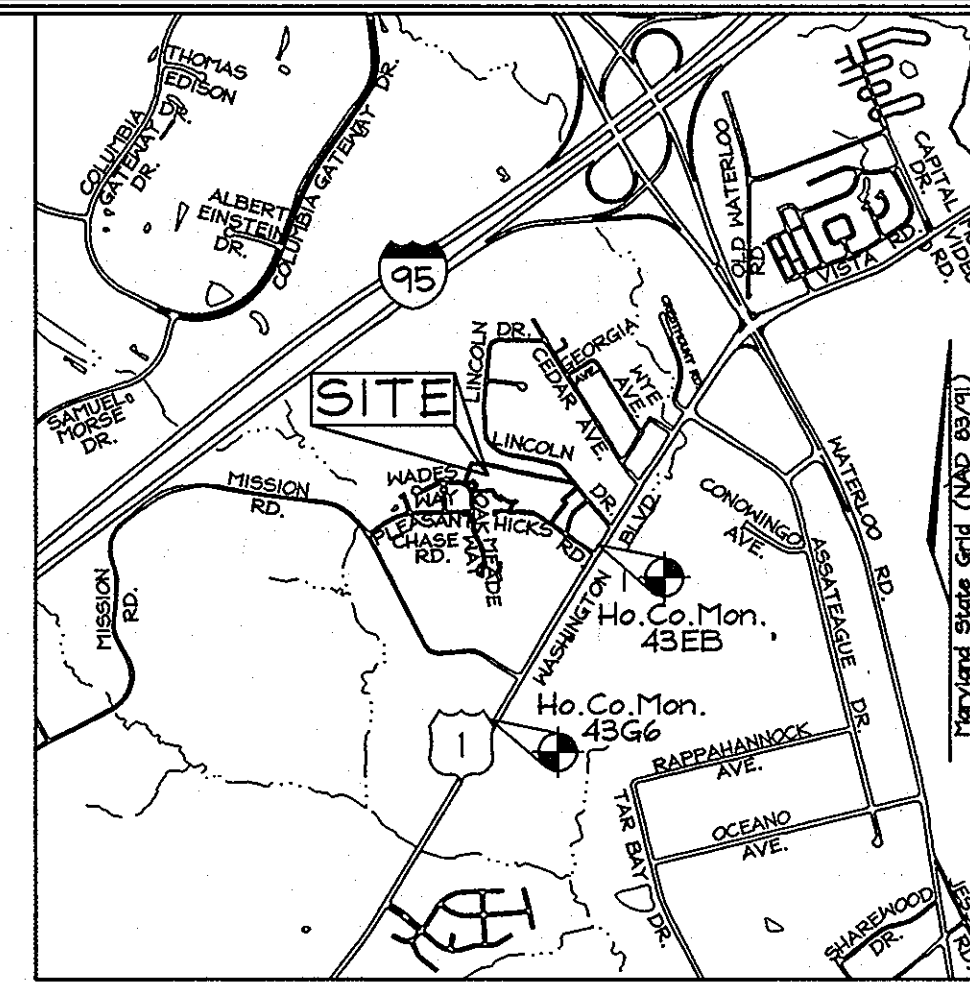 THOMAS
EDISON
DR.
COLUMBIA
GATEWAY
DR.
COLUMBIA GATEWAY DR.
ALBERT
EINSTEIN
DR.
95
OLD WATERLOO
RD.
CAPITAL
DR.
RD.
VISTA RD.
SAMUEL
MORSE
DR.
SITE
LINCOLN
DR.
GEORGIA
AVE.
CEDAR AVE.
WYE
AVE.
LINCOLN
DR.
MISSION
RD.
WADES
WAY
PLEASANT
CHASE
RD.
OAK MEADE
WAY
HICKS
RD.
WASHINGTON BLVD.
CONOWINGO
AVE.
WATERLOO RD.
ASSATEAGUE DR.
Maryland State Grid (NAD 83/91)
MISSION
RD.
1
Ho.Co.Mon.
43EB
Ho.Co.Mon.
43G6
1
RAPPAHANNOCK
AVE.
TAR BAY DR.
OCEANO
AVE.
SHAREWOOD
DR.
RD.